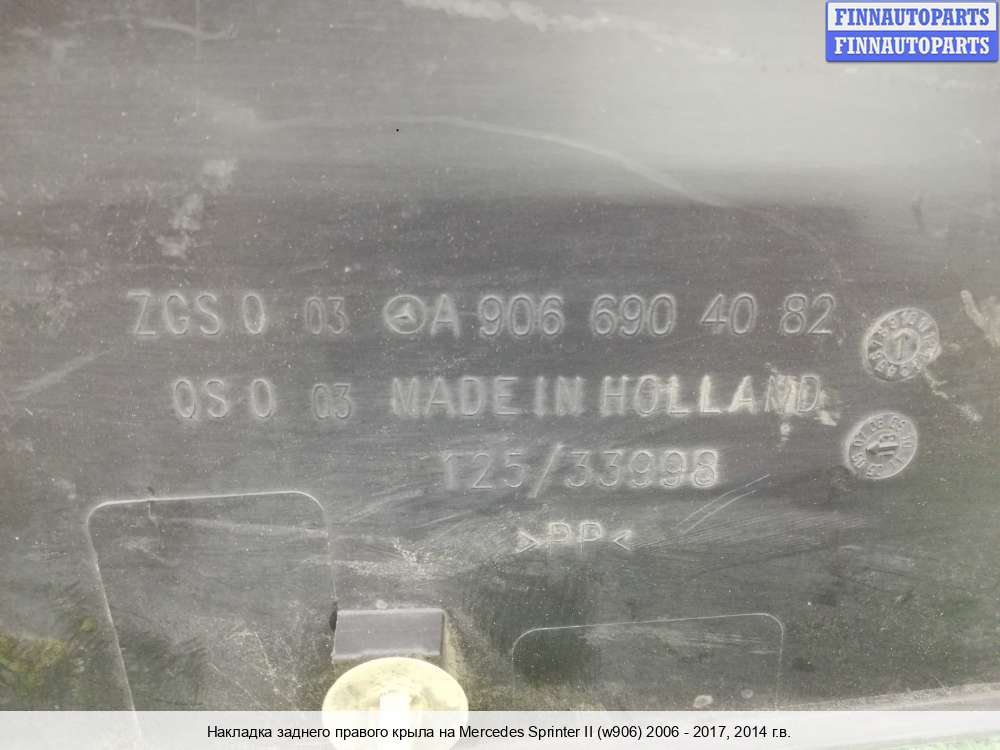 FINNAUTOPARTS
FINNAUTOPARTS
ZGS 0 03 A 906 690 40 82
QS 0 03 MADE IN HOLLAND
T25/33998
>PP<
Накладка заднего правого крыла на Mercedes Sprinter II (w906) 2006 - 2017, 2014 г.в.